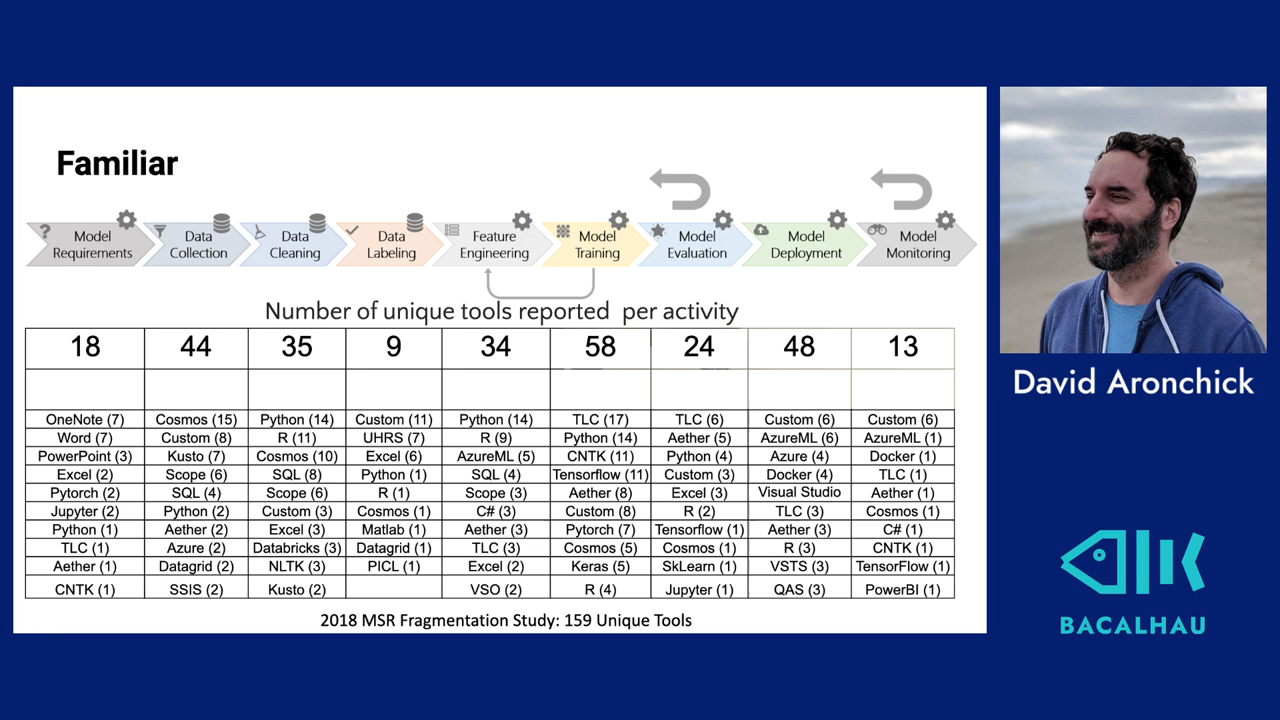 Familiar
Model Requirements
Data Collection
Data Cleaning
Data Labeling
Feature Engineering
Model Training
Model Evaluation
Model Deployment
Model Monitoring
Number of unique tools reported per activity
18 44 35 9 34 58 24 48 13
OneNote (7) Cosmos (15) Python (14) Custom (11) Python (14) TLC (17) TLC (6) Custom (6) Custom (6)
Word (7) Custom (8) R (11) UHRS (7) R (9) Python (14) Aether (5) AzureML (6) AzureML (1)
PowerPoint (3) Kusto (7) Cosmos (10) Excel (6) AzureML (5) CNTK (11) Python (4) Azure (4) Docker (1)
Excel (2) Scope (6) SQL (8) Python (1) SQL (4) Tensorflow (11) Custom (3) Docker (4) TLC (1)
Pytorch (2) SQL (4) Scope (6) R (1) Scope (3) Aether (8) Excel (3) Visual Studio Aether (1)
Jupyter (2) Python (2) Custom (3) Cosmos (1) C# (3) Custom (8) R (2) TLC (3) Cosmos (1)
Python (1) Aether (2) Excel (3) Matlab (1) Aether (3) Pytorch (7) Tensorflow (1) Aether (3) C# (1)
TLC (1) Azure (2) Databricks (3) Datagrid (1) TLC (3) Cosmos (5) Cosmos (1) R (3) CNTK (1)
Aether (1) Datagrid (2) NLTK (3) PICL (1) Excel (2) Keras (5) SkLearn (1) VSTS (3) TensorFlow (1)
CNTK (1) SSIS (2) Kusto (2) VSO (2) R (4) Jupyter (1) QAS (3) PowerBI (1)
2018 MSR Fragmentation Study: 159 Unique Tools
David Aronchick
BACALHAU